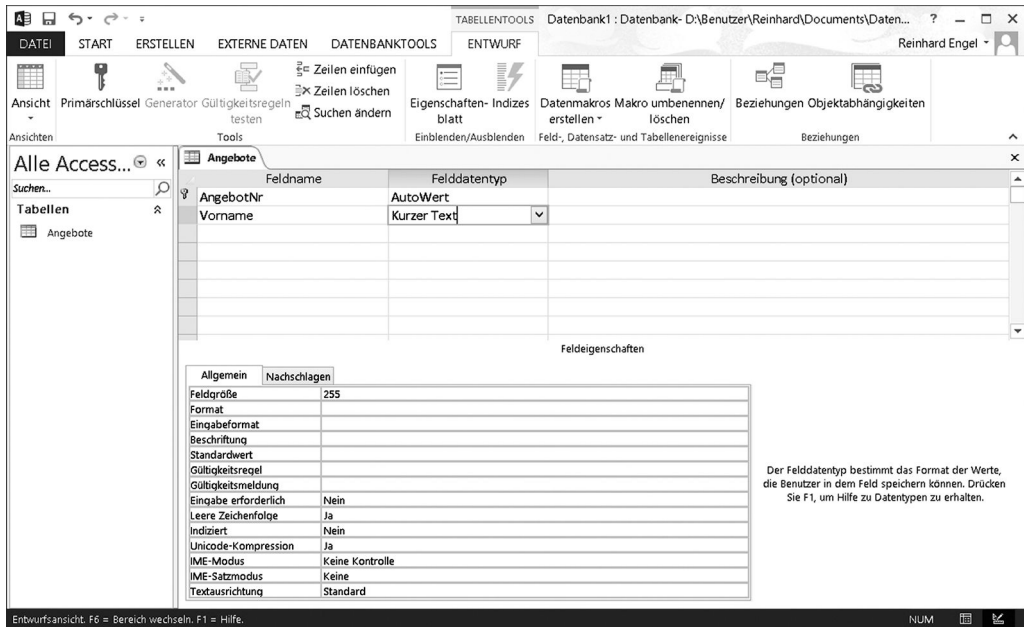 TABELLENTOOLS Datenbank1 : Datenbank- D:\Benutzer\Reinhard\Documents\Daten... ?
DATEI START ERSTELLEN EXTERNE DATEN DATENBANKTOOLS ENTWURF Reinhard Engel
Ansicht
Primärschlüssel
Generator
Gültigkeitsregeln testen
Zeilen einfügen
Zeilen löschen
Suchen ändern
Eigenschaften-
blatt
Indizes
Datenmakros
erstellen
Makro umbenennen/
löschen
Beziehungen
Objektabhängigkeiten
Ansichten Tools Einblenden/Ausblenden Feld-, Datensatz- und Tabellenereignisse Beziehungen
Alle Access...
Suchen...
Tabellen
Angebote
Angebote
Feldname Felddatentyp Beschreibung (optional)
AngebotNr AutoWert
Vorname Kurzer Text
Feldeigenschaften
Allgemein Nachschlagen
Feldgröße 255
Format
Eingabeformat
Beschriftung
Standardwert
Gültigkeitsregel
Gültigkeitsmeldung
Eingabe erforderlich Nein
Leere Zeichenfolge Ja
Indiziert Nein
Unicode-Kompression Ja
IME-Modus Keine Kontrolle
IME-Satzmodus Keine
Textausrichtung Standard
Der Felddatentyp bestimmt das Format der Werte,
die Benutzer in dem Feld speichern können. Drücken
Sie F1, um Hilfe zu Datentypen zu erhalten.
Entwurfsansicht. F6 = Bereich wechseln. F1 = Hilfe. NUM